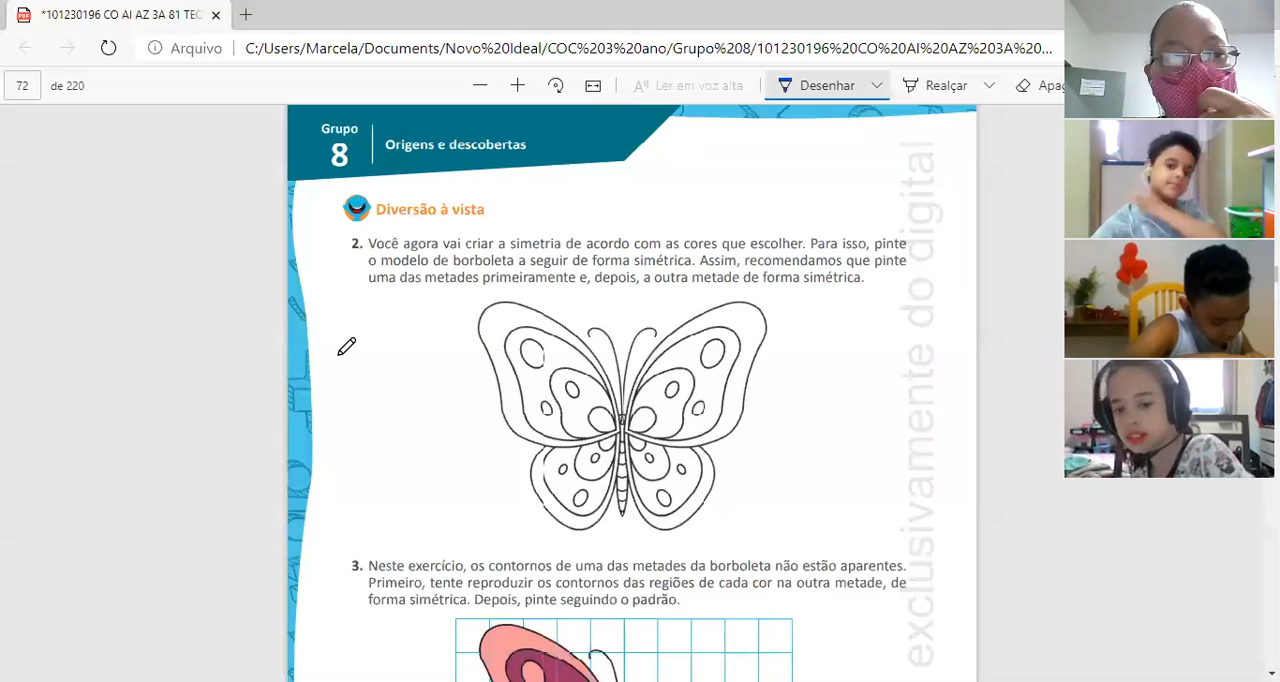 *101230196 CO AI AZ 3A 81 TEC
Arquivo
C:/Users/Marcela/Documents/Novo%20Ideal/COC%203%20ano/Grupo%208/101230196%20CO%20AI%20AZ%203A%20...
72
de 220
Ler em voz alta
Desenhar
Realçar
Apag
Grupo
8
Origens e descobertas
Diversão à vista
2. Você agora vai criar a simetria de acordo com as cores que escolher. Para isso, pinte
o modelo de borboleta a seguir de forma simétrica. Assim, recomendamos que pinte
uma das metades primeiramente e, depois, a outra metade de forma simétrica.
3. Neste exercício, os contornos de uma das metades da borboleta não estão aparentes.
Primeiro, tente reproduzir os contornos das regiões de cada cor na outra metade, de
forma simétrica. Depois, pinte seguindo o padrão.
exclusivamente do digital